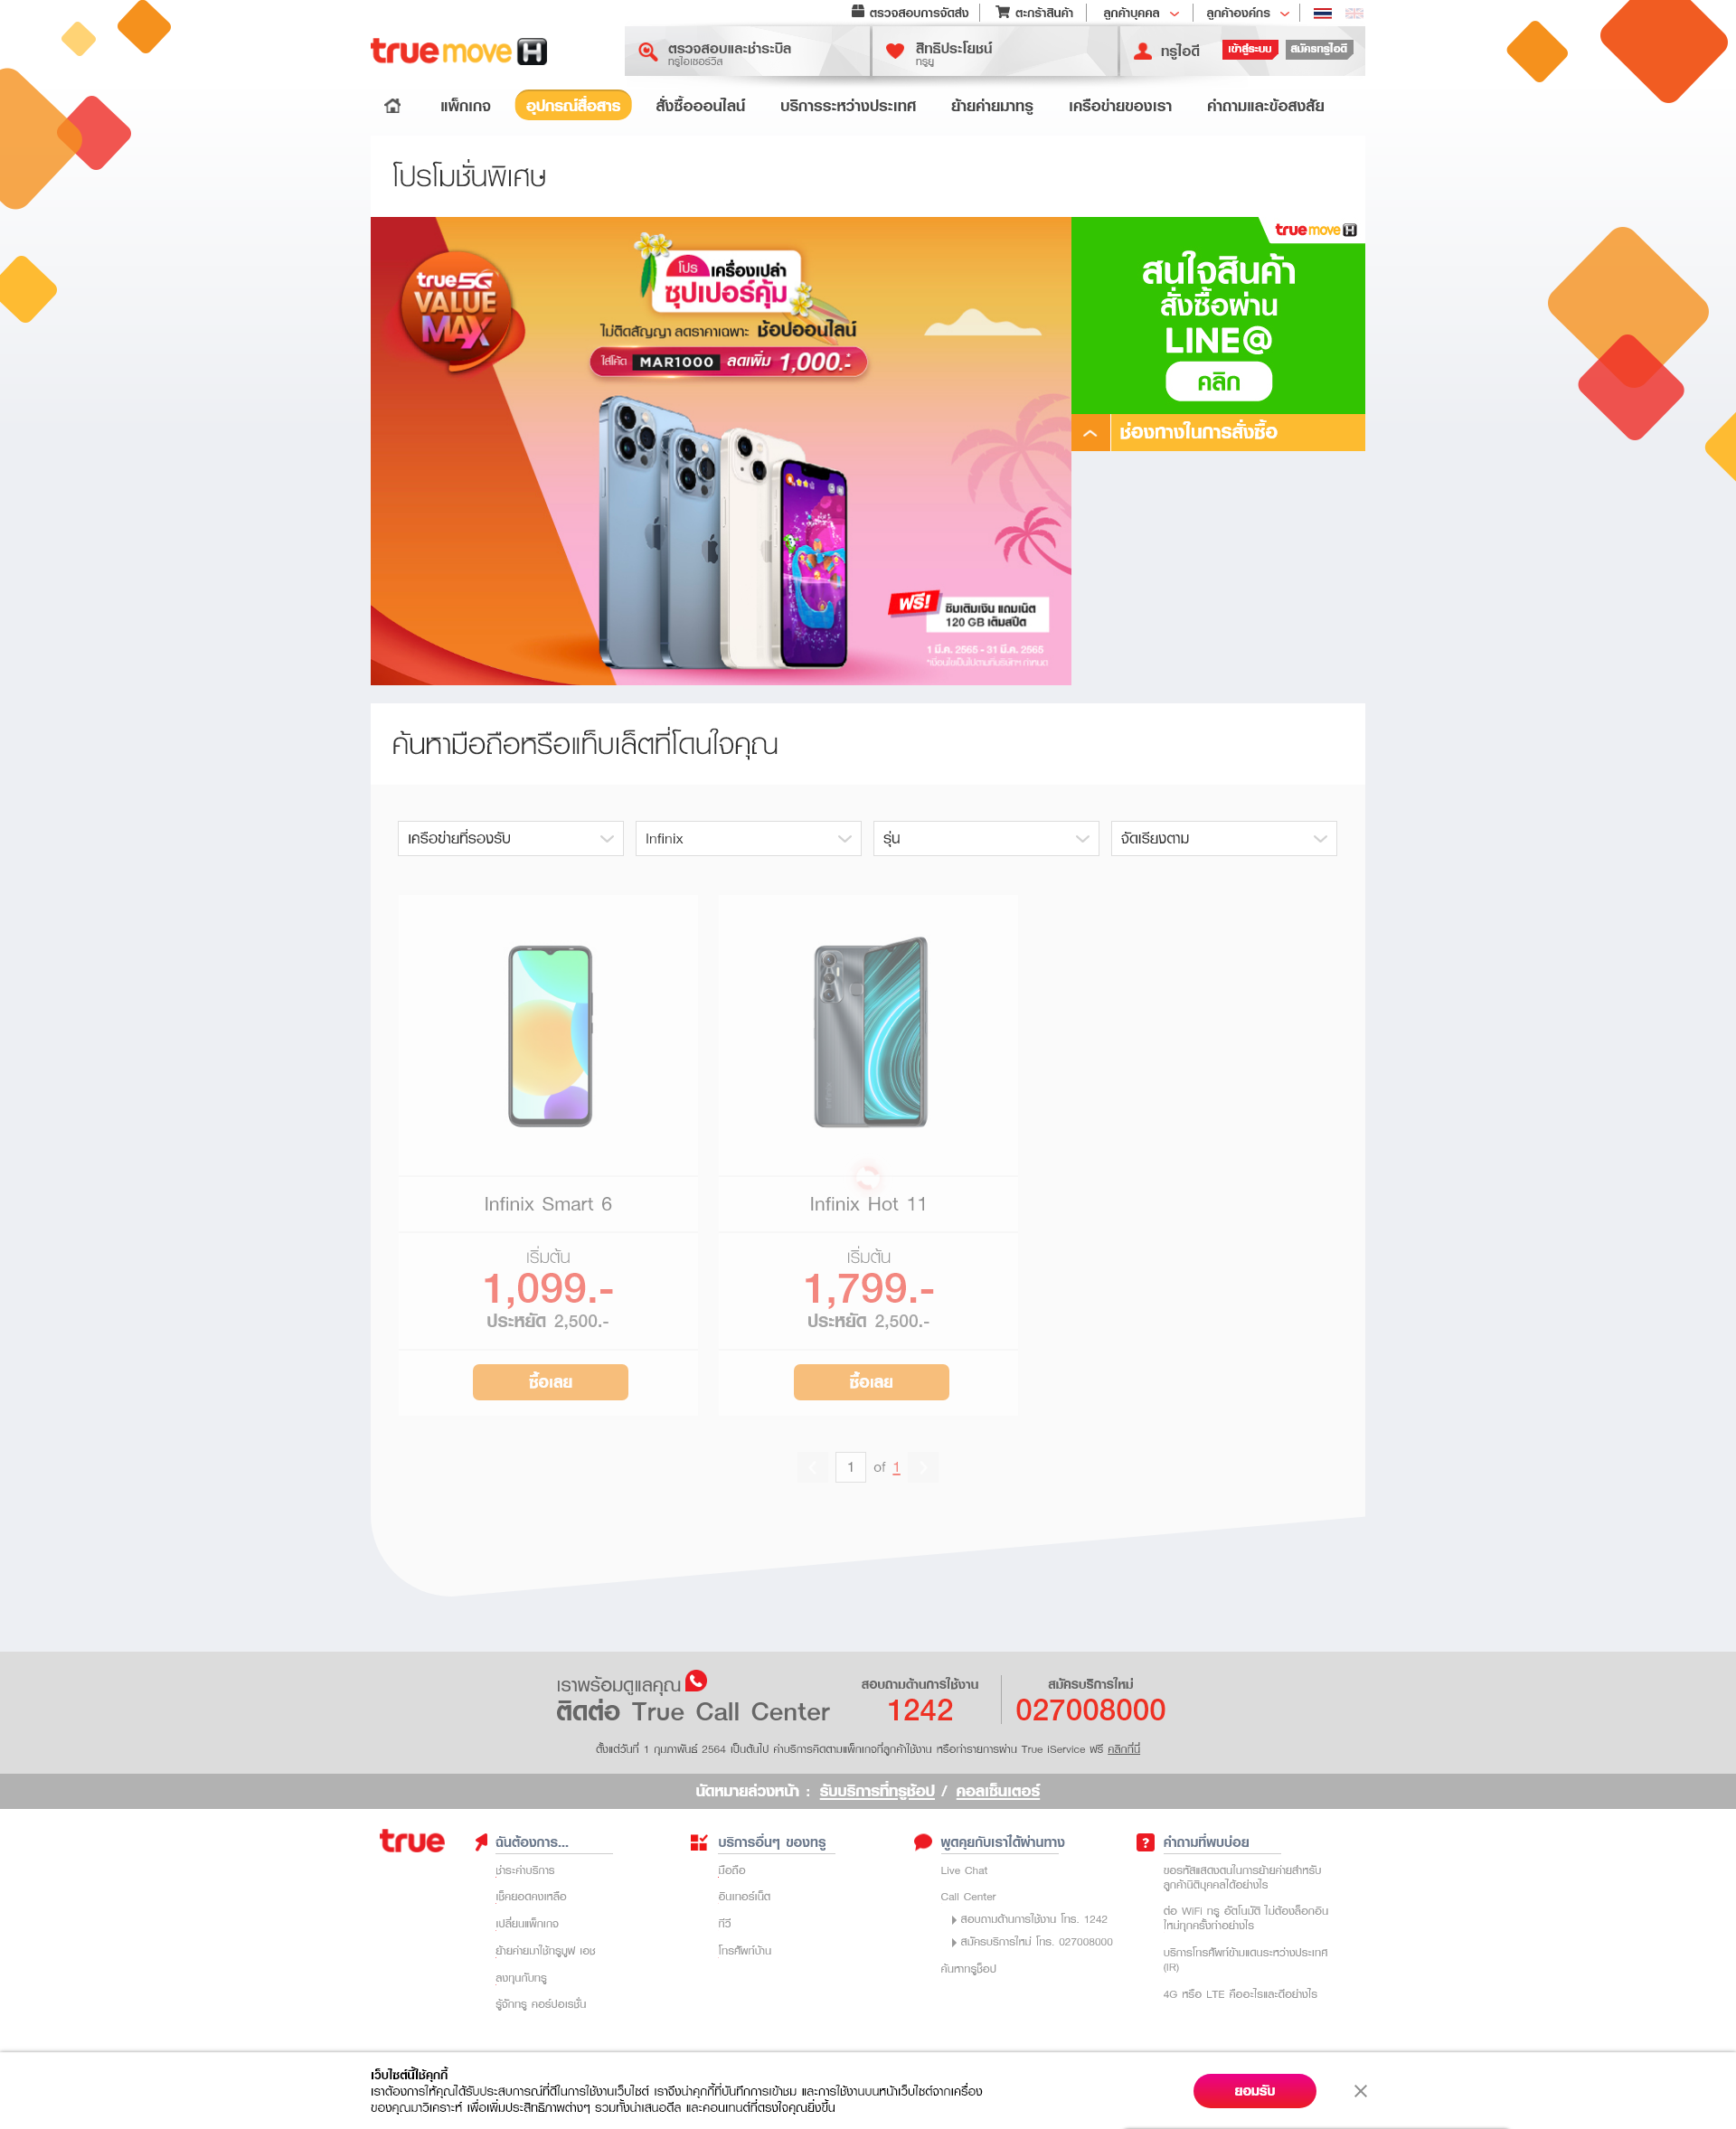 ตรวจสอบการจัดส่ง
ตะกร้าสินค้า
ลูกค้าบุคคล
ลูกค้าองค์กร
true move H
ตรวจสอบและชำระบิล
ทรูไอเซอร์วิส
สิทธิประโยชน์
ทรูยู
ทรูไอดี
เข้าสู่ระบบ
สมัครทรูไอดี
แพ็กเกจ
อุปกรณ์สื่อสาร
สั่งซื้อออนไลน์
บริการระหว่างประเทศ
ย้ายค่ายมาทรู
เครือข่ายของเรา
คำถามและข้อสงสัย
โปรโมชั่นพิเศษ
true 5G
VALUE
MAX
โปร เครื่องเปล่า
ซุปเปอร์คุ้ม
ไม่ติดสัญญา ลดราคาเฉพาะ ช้อปออนไลน์
ใส่โค้ด MAR1000 ลดเพิ่ม 1,000.-
ฟรี! ซิมเติมเงิน แถมเน็ต
120 GB เต็มสปีด
1 มี.ค. 2565 - 31 มี.ค. 2565
*เงื่อนไขเป็นไปตามที่บริษัทฯ กำหนด
true move H
สนใจสินค้า
สั่งซื้อผ่าน
LINE@
คลิก
ช่องทางในการสั่งซื้อ
ค้นหามือถือหรือแท็บเล็ตที่โดนใจคุณ
เครือข่ายที่รองรับ
Infinix
รุ่น
จัดเรียงตาม
Infinix Smart 6
Infinix Hot 11
เริ่มต้น
1,099.-
ประหยัด 2,500.-
เริ่มต้น
1,799.-
ประหยัด 2,500.-
ซื้อเลย
ซื้อเลย
1 of 1
เราพร้อมดูแลคุณ
ติดต่อ True Call Center
สอบถามด้านการใช้งาน
1242
สมัครบริการใหม่
027008000
ตั้งแต่วันที่ 1 กุมภาพันธ์ 2564 เป็นต้นไป ค่าบริการคิดตามแพ็กเกจที่ลูกค้าใช้งาน หรือทำรายการผ่าน True iService ฟรี คลิกที่นี่
นัดหมายล่วงหน้า : รับบริการที่ทรูช้อป / คอลเซ็นเตอร์
true
ฉันต้องการ...
ชำระค่าบริการ
เช็คยอดคงเหลือ
เปลี่ยนแพ็กเกจ
ย้ายค่ายมาใช้ทรูมูฟ เอช
ลงทุนกับทรู
รู้จักทรู คอร์ปอเรชั่น
บริการอื่นๆ ของทรู
มือถือ
อินเทอร์เน็ต
ทีวี
โทรศัพท์บ้าน
พูดคุยกับเราได้ผ่านทาง
Live Chat
Call Center
สอบถามด้านการใช้งาน โทร. 1242
สมัครบริการใหม่ โทร. 027008000
ค้นหาทรูช็อป
คำถามที่พบบ่อย
ขอรหัสแสดงตนในการย้ายค่ายสำหรับ
ลูกค้านิติบุคคลได้อย่างไร
ต่อ WiFi ทรู อัตโนมัติ ไม่ต้องล็อกอิน
ใหม่ทุกครั้งทำอย่างไร
บริการโทรศัพท์ข้ามแดนระหว่างประเทศ
(IR)
4G หรือ LTE คืออะไรและดีอย่างไร
เว็บไซต์นี้ใช้คุกกี้
เราต้องการให้คุณได้รับประสบการณ์ที่ดีในการใช้งานเว็บไซต์ เราจึงนำคุกกี้ที่บันทึกการเข้าชม และการใช้งานบนหน้าเว็บไซต์จากเครื่อง
ของคุณมาวิเคราะห์ เพื่อเพิ่มประสิทธิภาพต่างๆ รวมทั้งนำเสนอดีล และคอนเทนต์ที่ตรงใจคุณยิ่งขึ้น
ยอมรับ